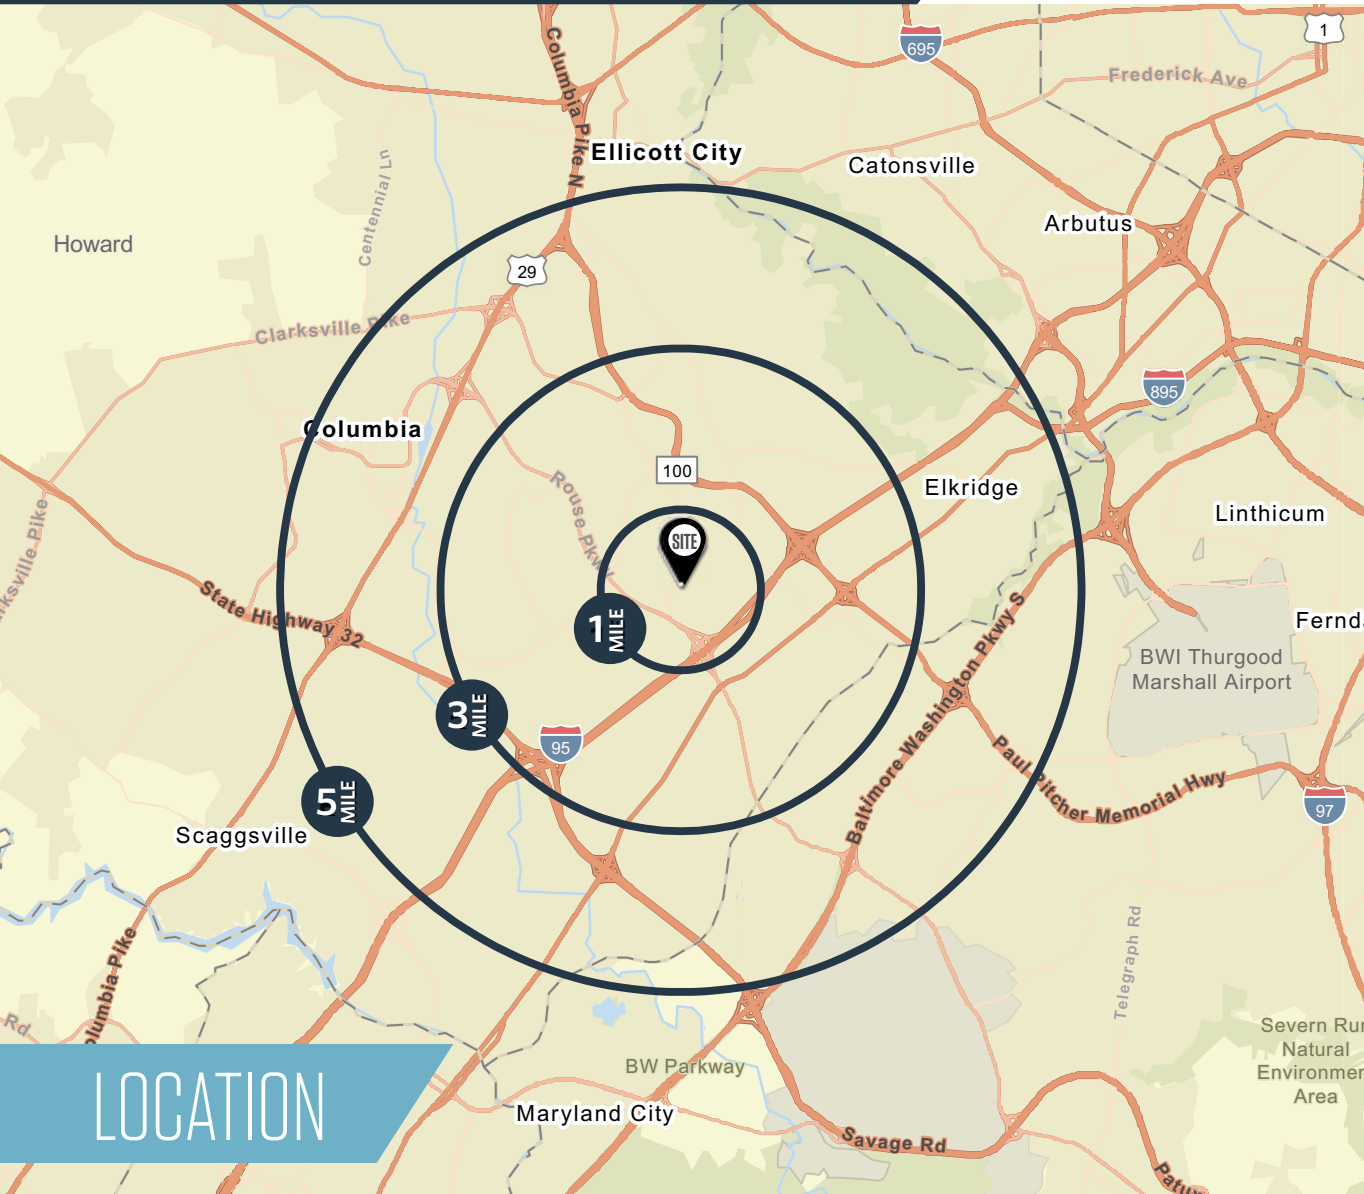 695
1
Frederick Ave
Columbia Pike N
Ellicott City
Catonsville
Centennial Ln
Arbutus
Howard
29
Clarksville Pike
895
Columbia
100
Rouse Pkwy
Elkridge
Linthicum
SITE
State Highway 32
1 MILE
BWI Thurgood
Marshall Airport
3 MILE
95
Baltimore Washington Pkwy S
Paul Pitcher Memorial Hwy
97
5 MILE
Scaggsville
Telegraph Rd
Rd
Severn Run
Natural
Area
BW Parkway
LOCATION
Maryland City
Savage Rd